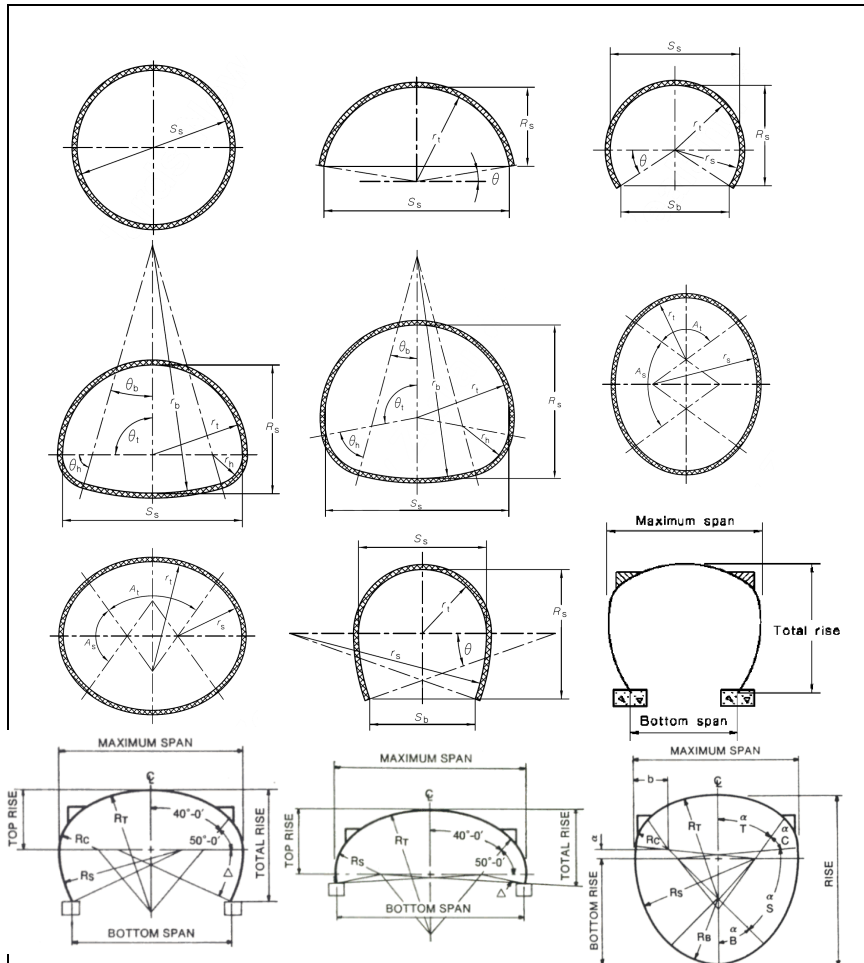 Ss
Ss
rt
Rs
θ
Ss
rt
rs
Rs
θ
Sb
θb
θt
θh
rb
rt
rh
Rs
Ss
θb
θt
θh
rb
rt
rh
Rs
Ss
rt
At
As
rs
At
rt
As
rs
Ss
rt
Rs
θ
rs
Sb
Maximum span
Total rise
Bottom span
MAXIMUM SPAN
℄
TOP RISE
RT
40°-0'
RC
50°-0'
RS
Δ
TOTAL RISE
BOTTOM SPAN
MAXIMUM SPAN
℄
TOP RISE
RT
40°-0'
RS
50°-0'
Δ
TOTAL RISE
BOTTOM SPAN
MAXIMUM SPAN
b
℄
RC
RT
α
T
α
C
α
RS
α
S
RB
α
B
BOTTOM RISE
RISE